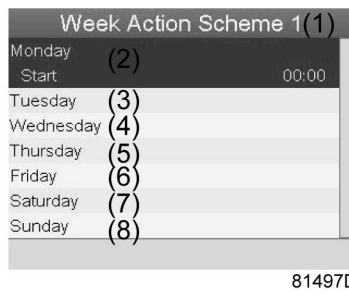 Week Action Scheme 1(1)
Monday (2)
Start 00:00
Tuesday (3)
Wednesday (4)
Thursday (5)
Friday (6)
Saturday (7)
Sunday (8)
81497D